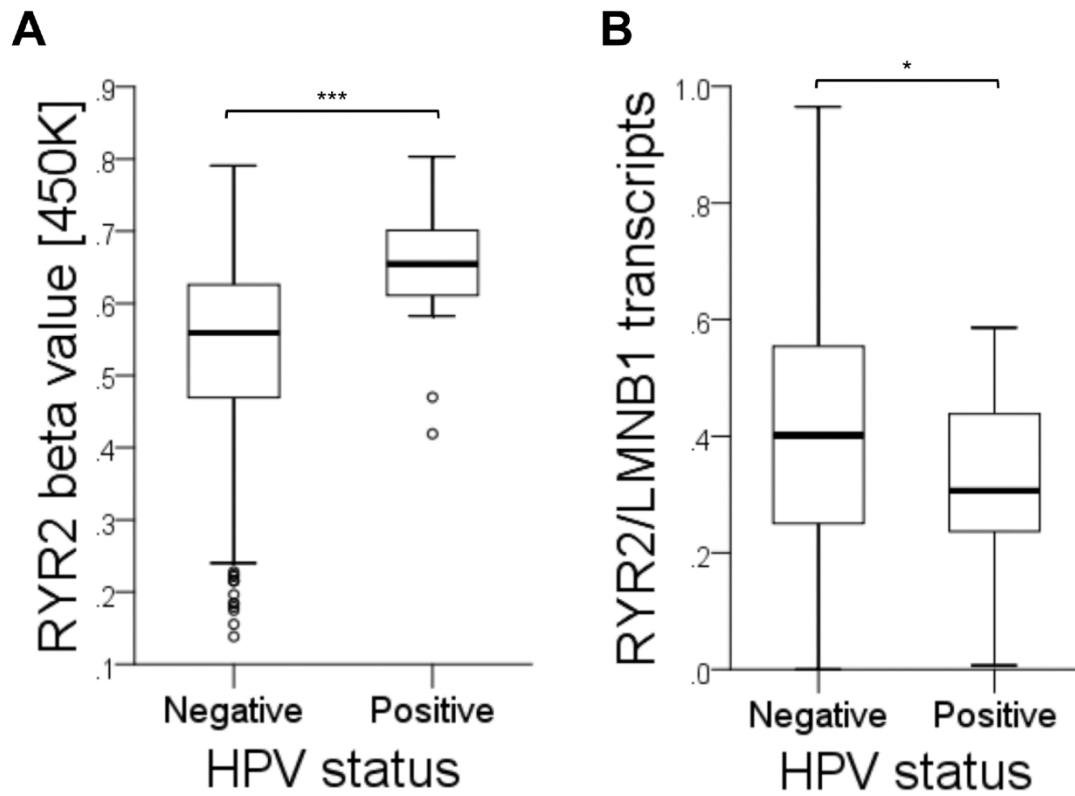 A
RYR2 beta value [450K]
.9
.8
.7
.6
.5
.4
.3
.2
.1
***
Negative
Positive
HPV status
B
RYR2/LMNB1 transcripts
1.0
.8
.6
.4
.2
.0
*
Negative
Positive
HPV status